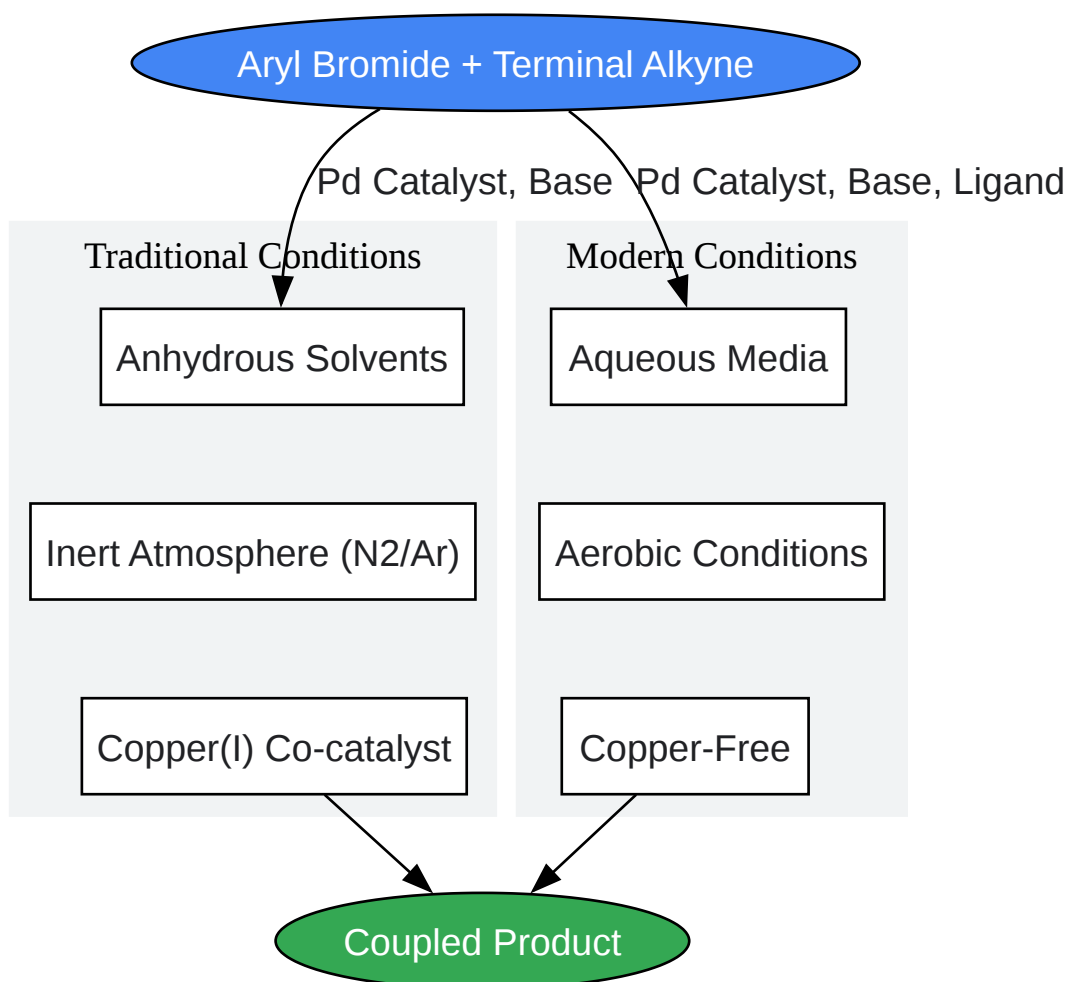 Aryl Bromide + Terminal Alkyne
Pd Catalyst, Base
Pd Catalyst, Base, Ligand
Traditional Conditions
Modern Conditions
Anhydrous Solvents
Aqueous Media
Inert Atmosphere (N2/Ar)
Aerobic Conditions
Copper(I) Co-catalyst
Copper-Free
Coupled Product